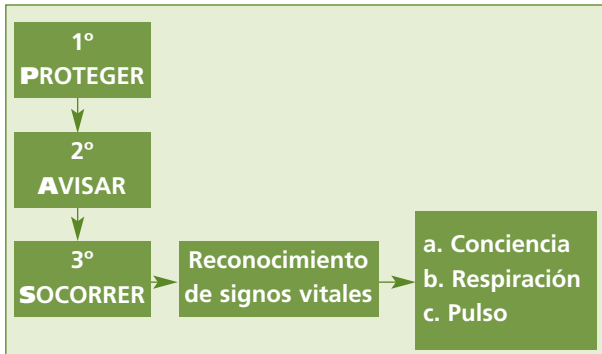 1º
PROTEGER
2º
AVISAR
3º
SOCORRER
Reconocimiento
de signos vitales
a. Conciencia
b. Respiración
c. Pulso